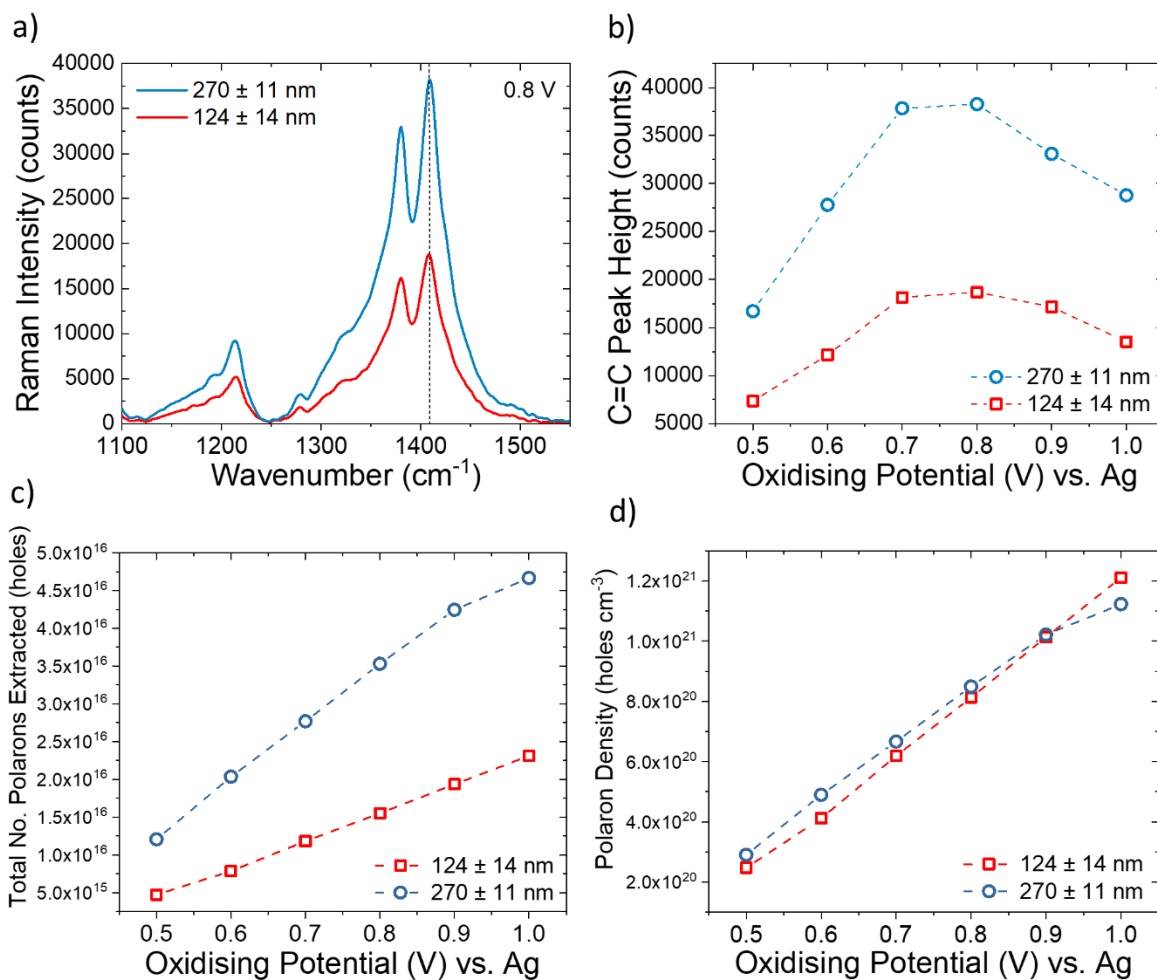 a)
40000
35000
30000
25000
20000
15000
10000
5000
0
Raman Intensity (counts)
270 ± 11 nm
124 ± 14 nm
0.8 V
1100 1200 1300 1400 1500
Wavenumber (cm⁻¹)
b)
40000
35000
30000
25000
20000
15000
10000
5000
C=C Peak Height (counts)
270 ± 11 nm
124 ± 14 nm
0.5 0.6 0.7 0.8 0.9 1.0
Oxidising Potential (V) vs. Ag
c)
5.0x10¹⁶
4.5x10¹⁶
4.0x10¹⁶
3.5x10¹⁶
3.0x10¹⁶
2.5x10¹⁶
2.0x10¹⁶
1.5x10¹⁶
1.0x10¹⁶
5.0x10¹⁵
Total No. Polarons Extracted (holes)
124 ± 14 nm
270 ± 11 nm
0.5 0.6 0.7 0.8 0.9 1.0
Oxidising Potential (V) vs. Ag
d)
1.2x10²¹
1.0x10²¹
8.0x10²⁰
6.0x10²⁰
4.0x10²⁰
2.0x10²⁰
Polaron Density (holes cm⁻³)
124 ± 14 nm
270 ± 11 nm
0.5 0.6 0.7 0.8 0.9 1.0
Oxidising Potential (V) vs. Ag